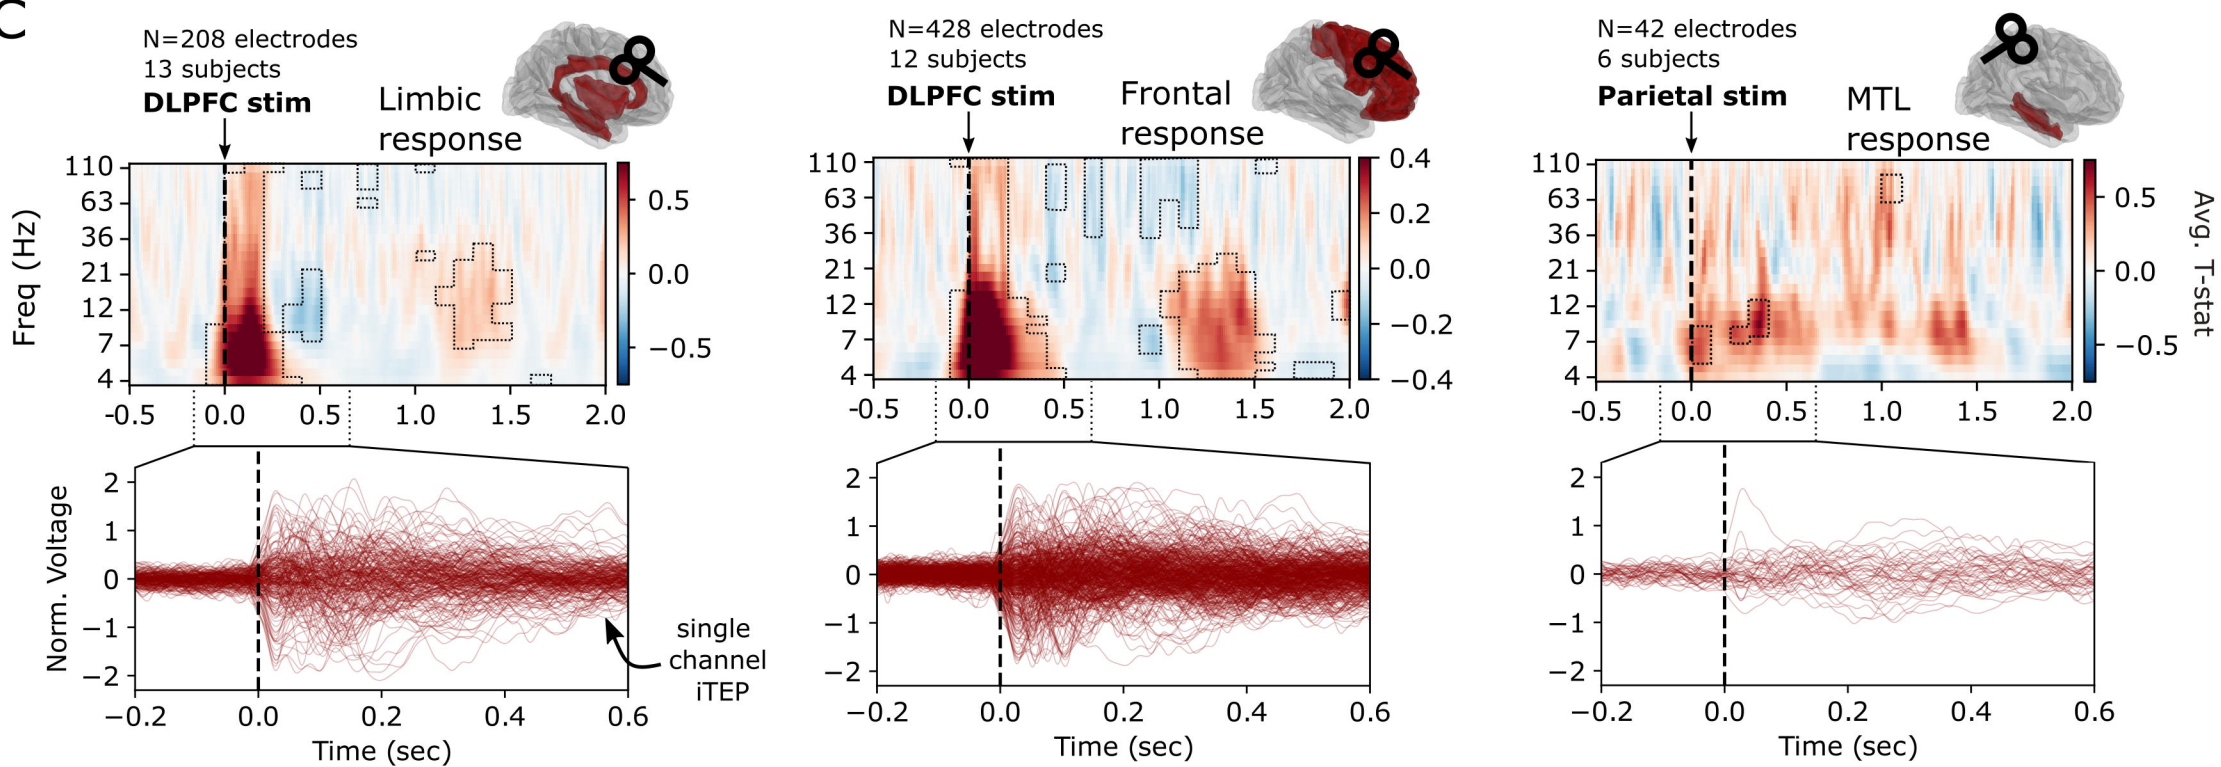 C
N=208 electrodes
13 subjects
DLPFC stim
Limbic
response
110
63
36
21
12
7
4
Freq (Hz)
-0.5 0.0 0.5 1.0 1.5 2.0
0.5
0.0
−0.5
2
1
0
−1
−2
Norm. Voltage
−0.2 0.0 0.2 0.4 0.6
Time (sec)
single
channel
iTEP
N=428 electrodes
12 subjects
DLPFC stim
Frontal
response
110
63
36
21
12
7
4
-0.5 0.0 0.5 1.0 1.5 2.0
0.4
0.2
0.0
−0.2
−0.4
2
1
0
−1
−2
−0.2 0.0 0.2 0.4 0.6
Time (sec)
N=42 electrodes
6 subjects
Parietal stim
MTL
response
110
63
36
21
12
7
4
-0.5 0.0 0.5 1.0 1.5 2.0
0.5
0.0
−0.5
Avg. T-stat
2
1
0
−1
−2
−0.2 0.0 0.2 0.4 0.6
Time (sec)